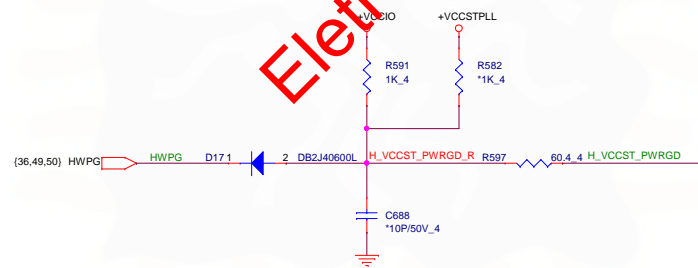 +VCCIO
+VCCSTPLL
Elett
R591
1K_4
R582
*1K_4
{36,49,50} HWPG
HWPG
D17 1
2
DB2J40600L
H_VCCST_PWRGD_R
R597
60.4_4
H_VCCST_PWRGD
C688
*10P/50V_4